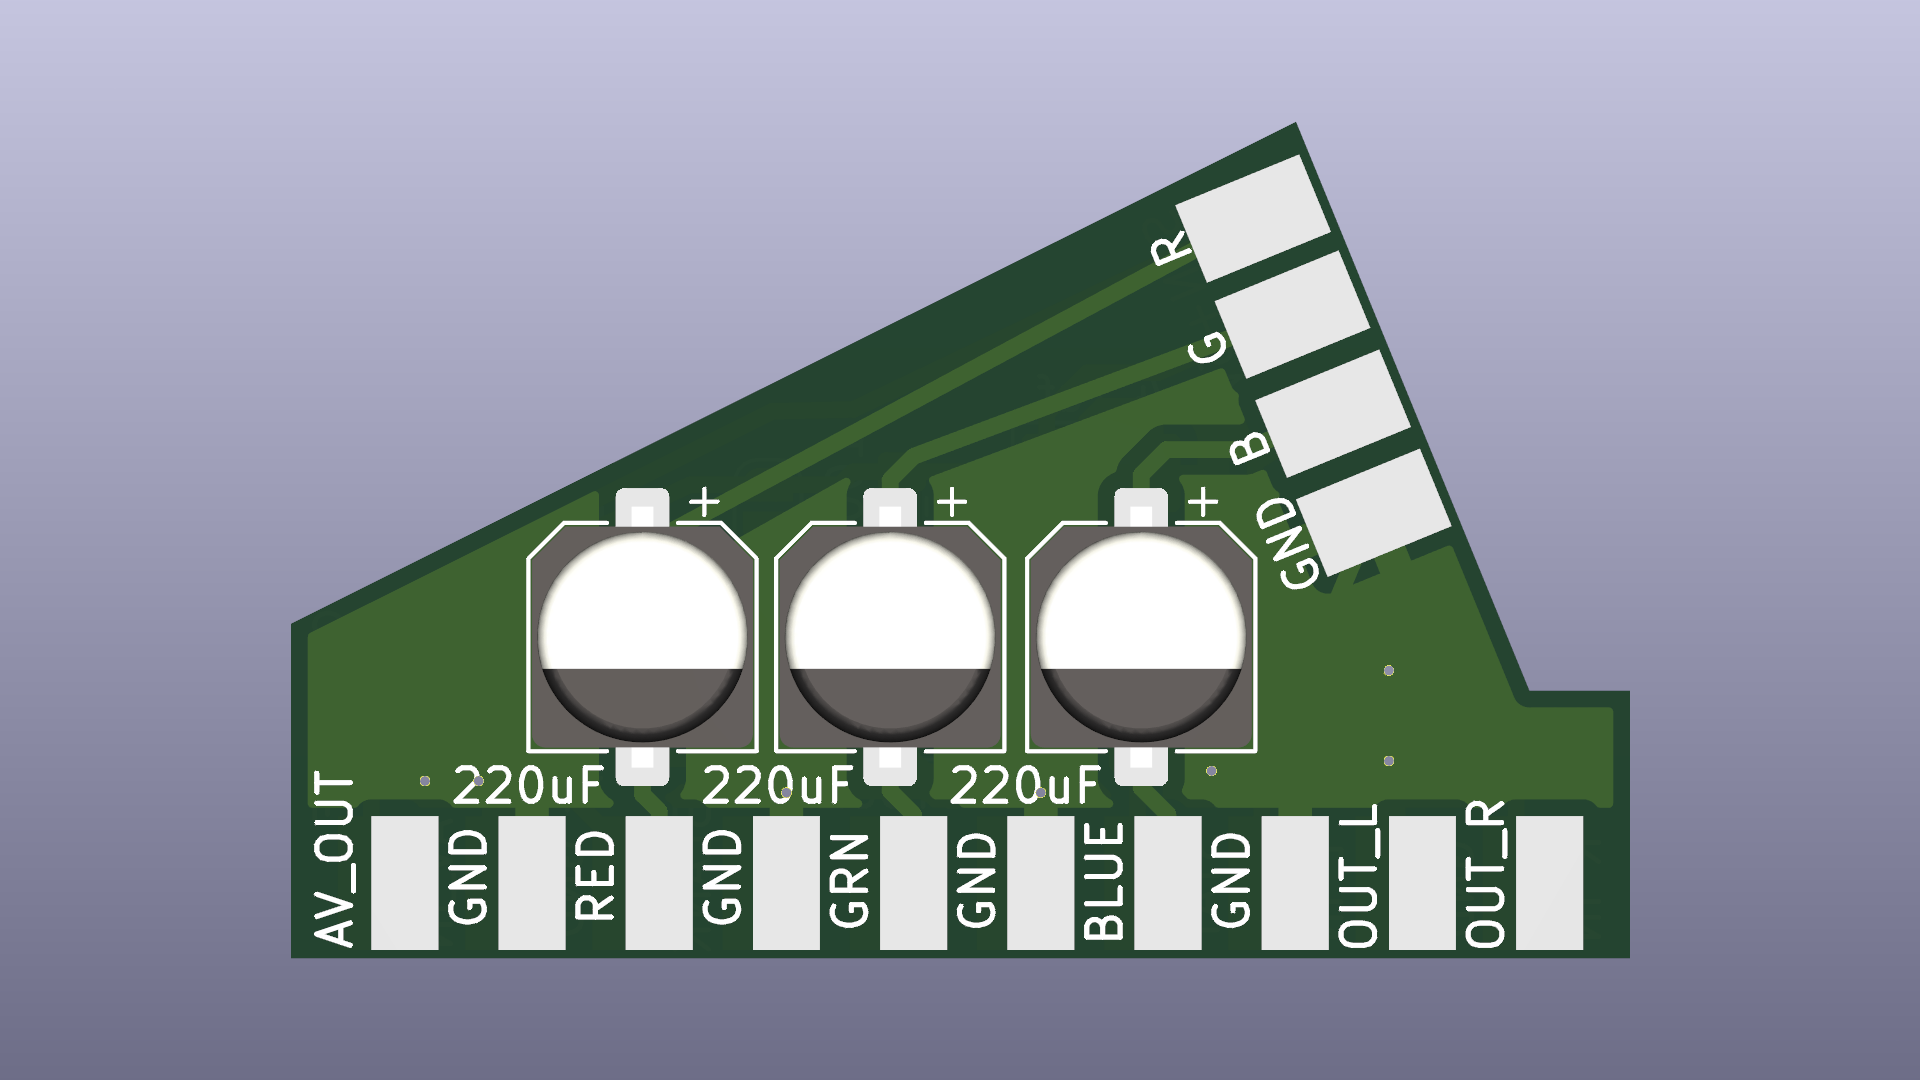 R
G
B
GND
+
+
+
220uF
220uF
220uF
AV_OUT
GND
RED
GND
GRN
GND
BLUE
GND
OUT_L
OUT_R